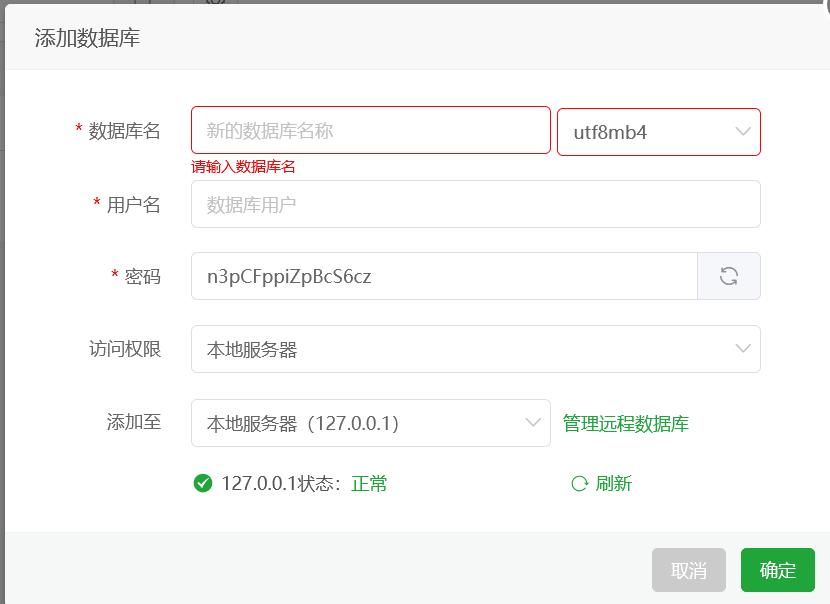 添加数据库
* 数据库名 新的数据库名称 utf8mb4
请输入数据库名
* 用户名 数据库用户
* 密码 n3pCFppiZpBcS6cz
访问权限 本地服务器
添加至 本地服务器（127.0.0.1） 管理远程数据库
127.0.0.1状态：正常 刷新
取消 确定